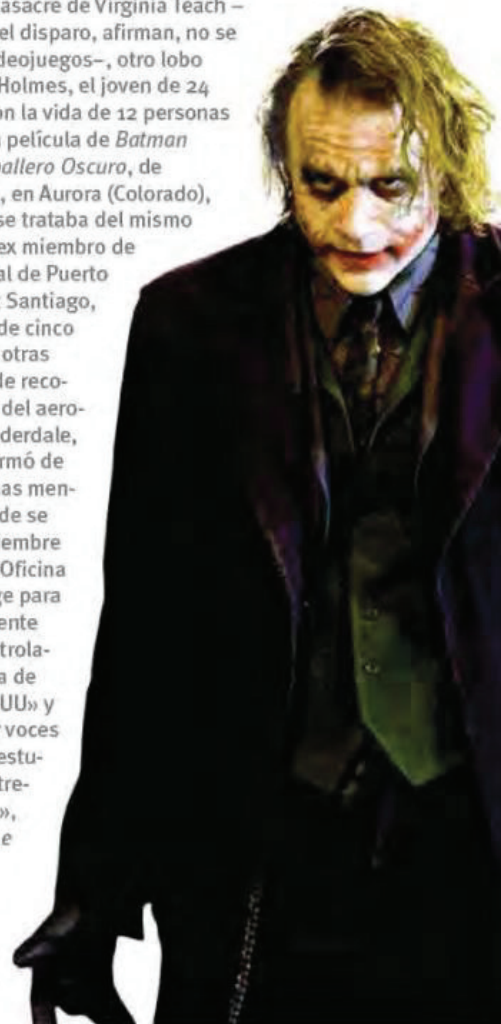 asacre de Virginia Teach –
el disparo, afirman, no se
deojuegos–, otro lobo
Holmes, el joven de 24
on la vida de 12 personas
película de Batman
allero Oscuro, de
, en Aurora (Colorado),
se trataba del mismo
ex miembro de
al de Puerto
Santiago,
de cinco
otras
de reco-
del aero-
derdale,
rmó de
as men-
de se
embre
Oficina
ge para
ente
trola-
a de
UU» y
voces
estu-
tre-
»,
e